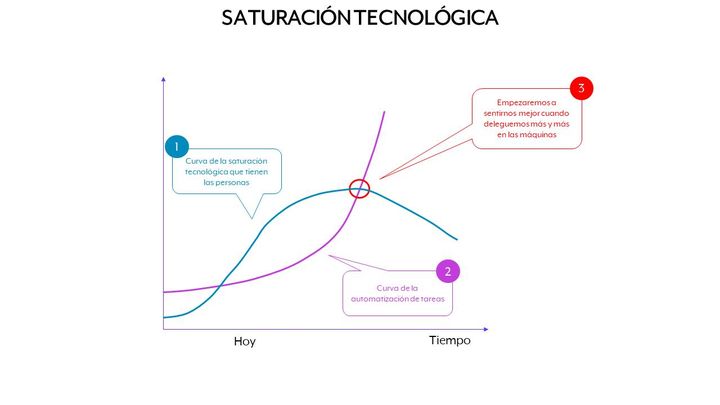 SATURACIÓN TECNOLÓGICA
3
Empezaremos a
sentirnos mejor cuando
deleguemos más y más
en las máquinas
1
Curva de la saturación
tecnológica que tienen
las personas
2
Curva de la
automatización de tareas
Hoy
Tiempo